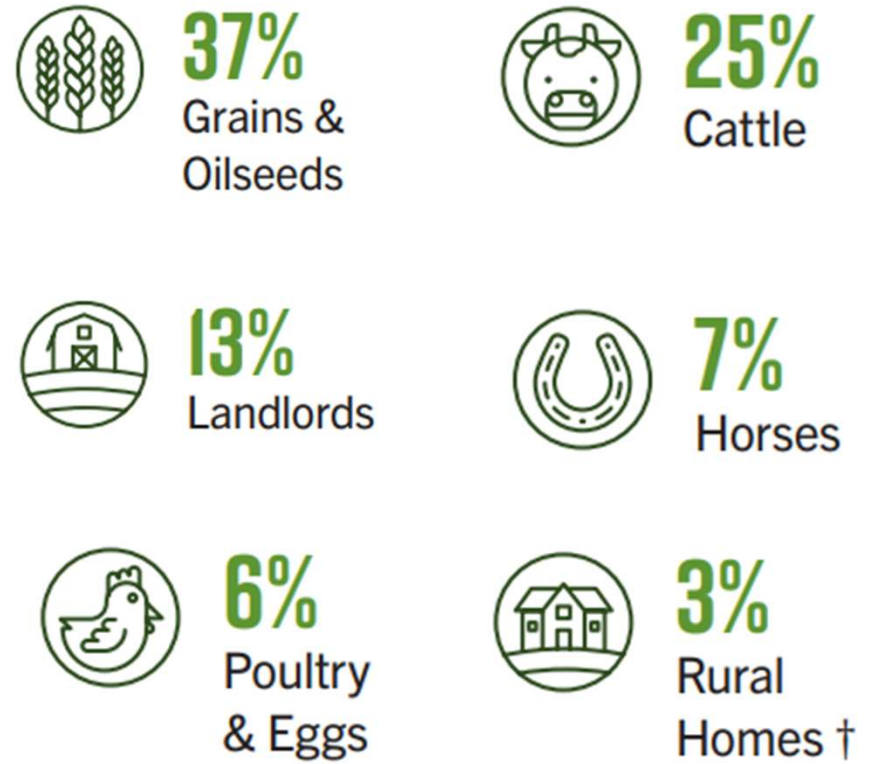 37%
Grains &
Oilseeds
25%
Cattle
13%
Landlords
7%
Horses
6%
Poultry
& Eggs
3%
Rural
Homes †